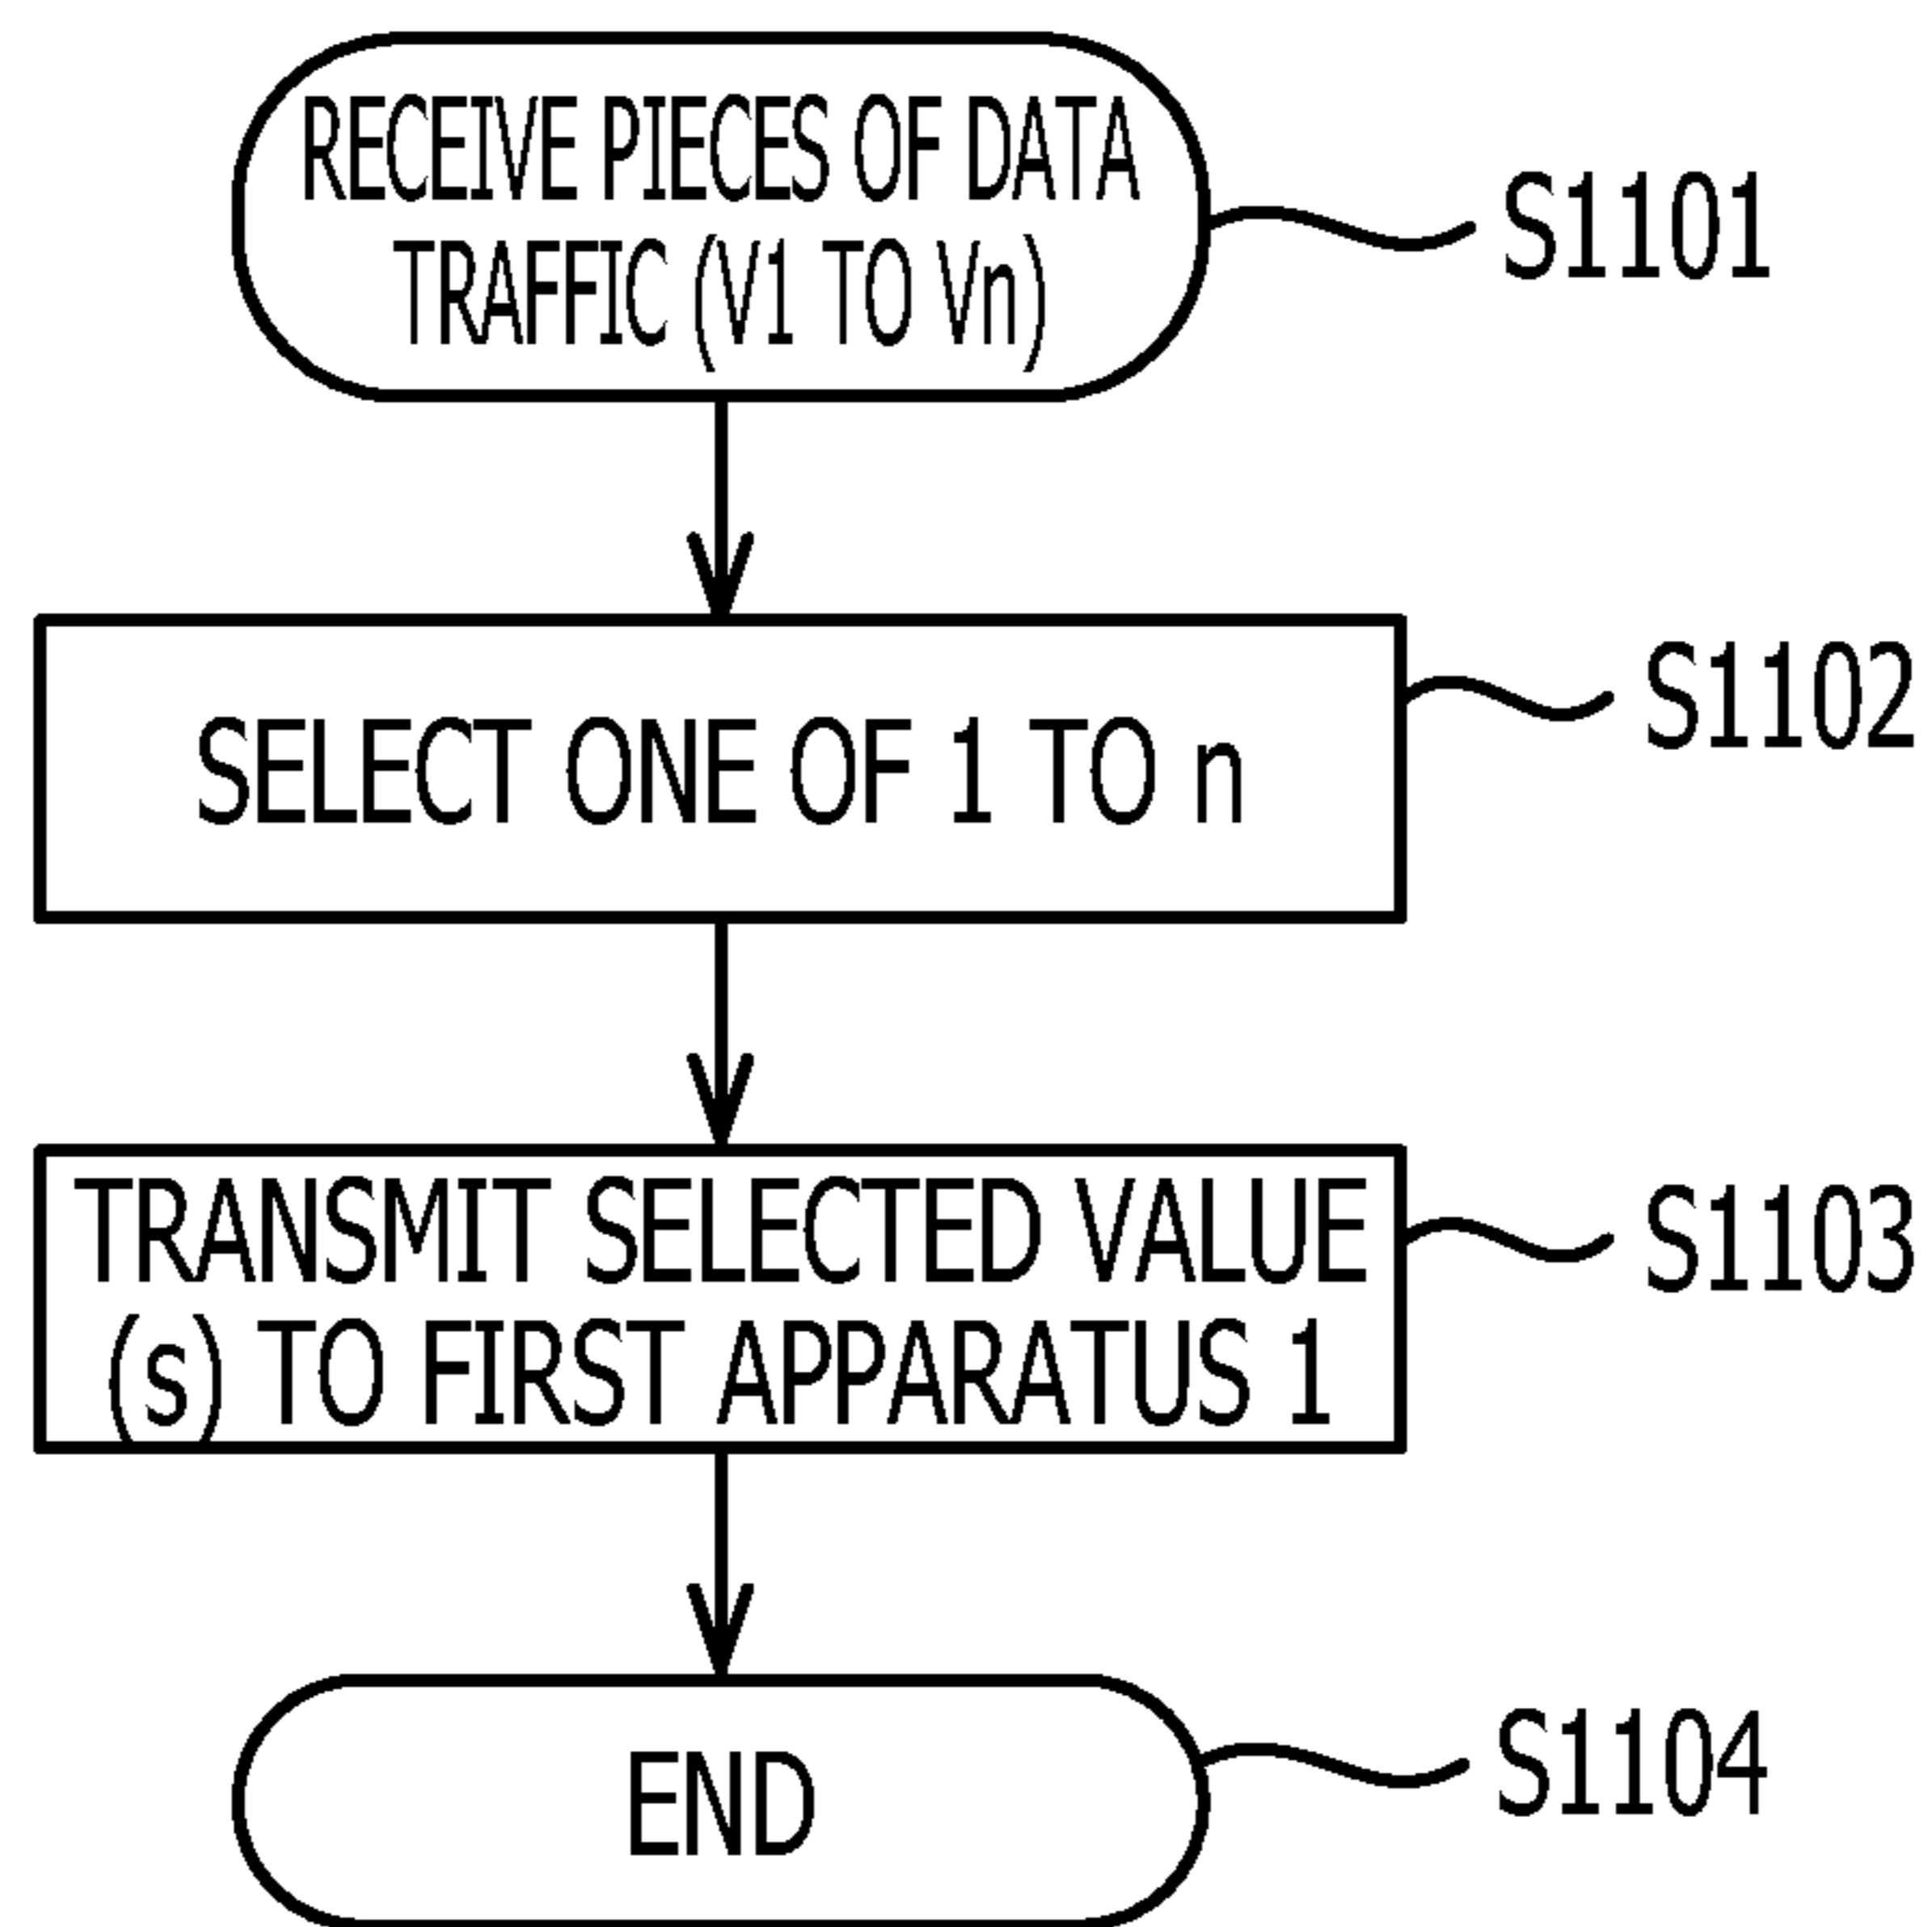 RECEIVE PIECES OF DATA
TRAFFIC (V1 TO Vn)
S1101
SELECT ONE OF 1 TO n
S1102
TRANSMIT SELECTED VALUE
(s) TO FIRST APPARATUS 1
S1103
END
S1104